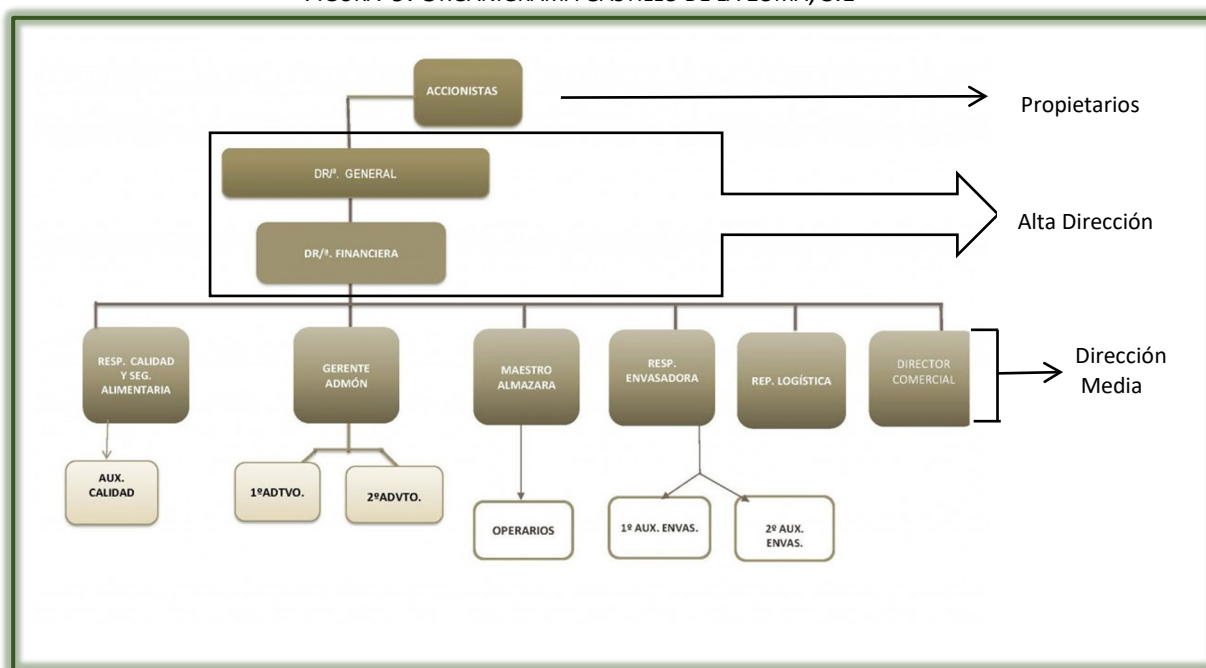 ACCIONISTAS
Propietarios
DR/ª. GENERAL
Alta Dirección
DR/ª. FINANCIERA
RESP. CALIDAD
Y SEG.
ALIMENTARIA
GERENTE
ADMÓN
MAESTRO
ALMAZARA
RESP.
ENVASADORA
REP. LOGÍSTICA
DIRECTOR
COMERCIAL
Dirección
Media
AUX.
CALIDAD
1ºADTVO.
2ºADVTO.
OPERARIOS
1º AUX. ENVAS.
2º AUX.
ENVAS.